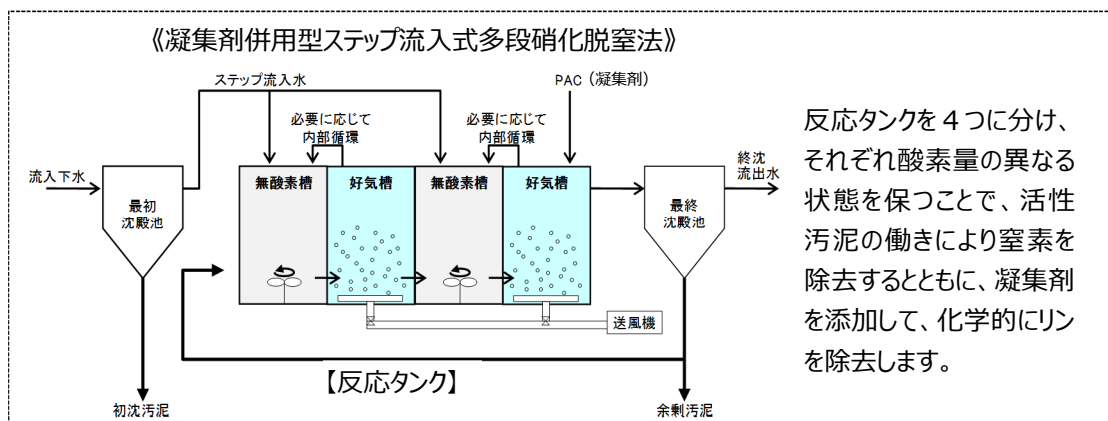 《凝集剤併用型ステップ流入式多段硝化脱窒法》
ステップ流入水
PAC（凝集剤）
必要に応じて
内部循環
必要に応じて
内部循環
流入下水
最初
沈殿池
無酸素槽
好気槽
無酸素槽
好気槽
最終
沈殿池
終沈
流出水
送風機
【反応タンク】
初沈汚泥
余剰汚泥
反応タンクを４つに分け、
それぞれ酸素量の異なる
状態を保つことで、活性
汚泥の働きにより窒素を
除去するとともに、凝集剤
を添加して、化学的にリン
を除去します。